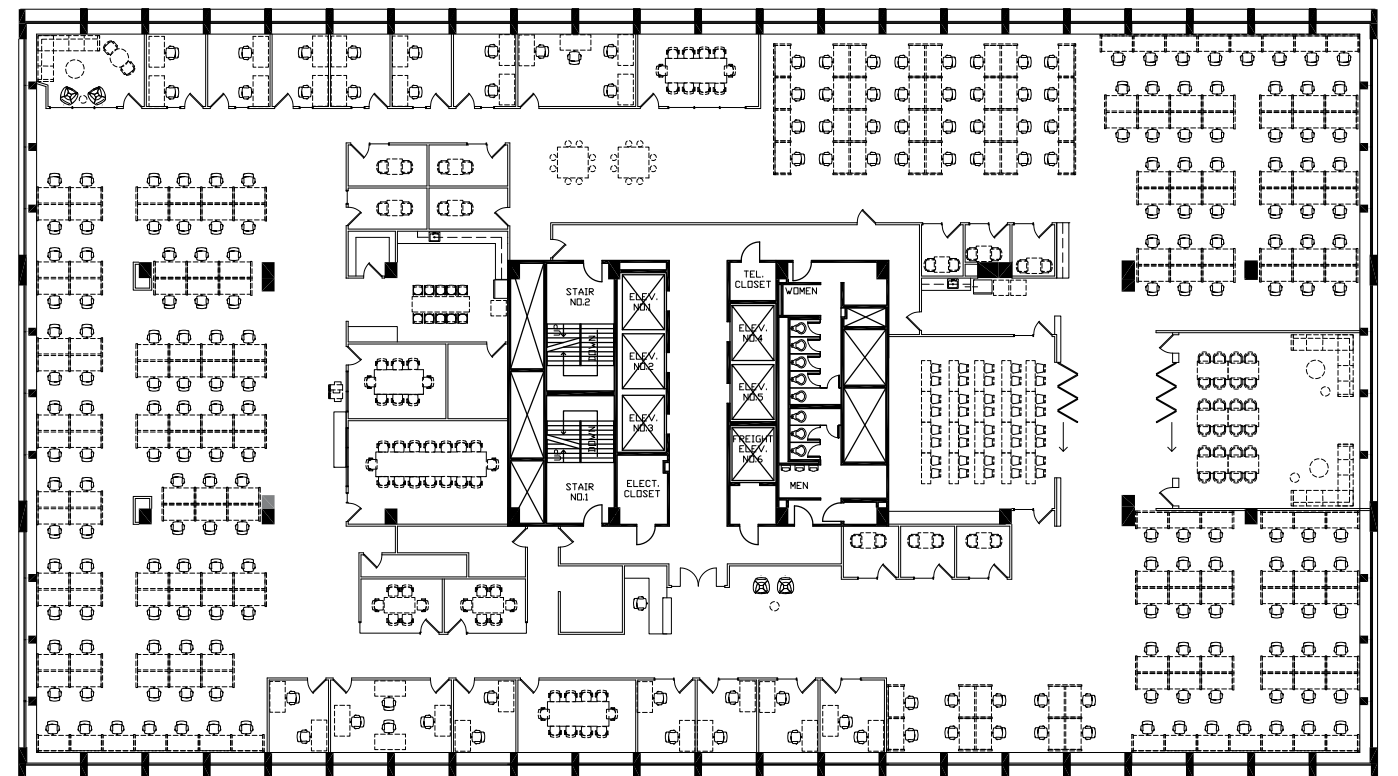 STAIR
NO.2
UP
DOWN
ELEV.
NO.1
ELEV.
NO.2
ELEV.
NO.3
UP
DOWN
STAIR
NO.1
ELECT.
CLOSET
TEL.
CLOSET
WOMEN
ELEV.
NO.4
ELEV.
NO.5
FREIGHT
ELEV.
NO.6
MEN